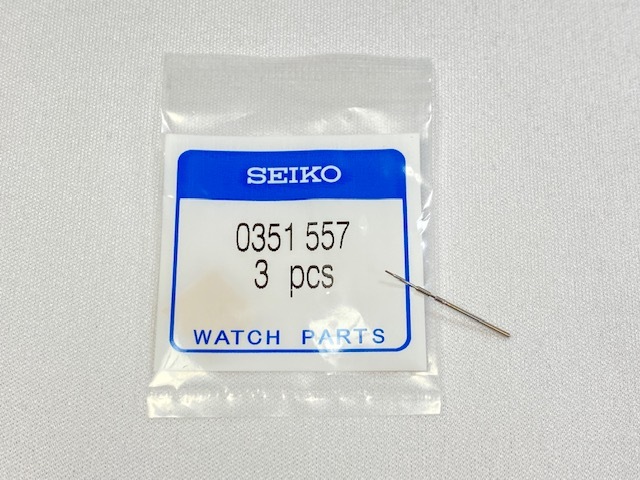 SEIKO
0351 557
3 pcs
WATCH PARTS